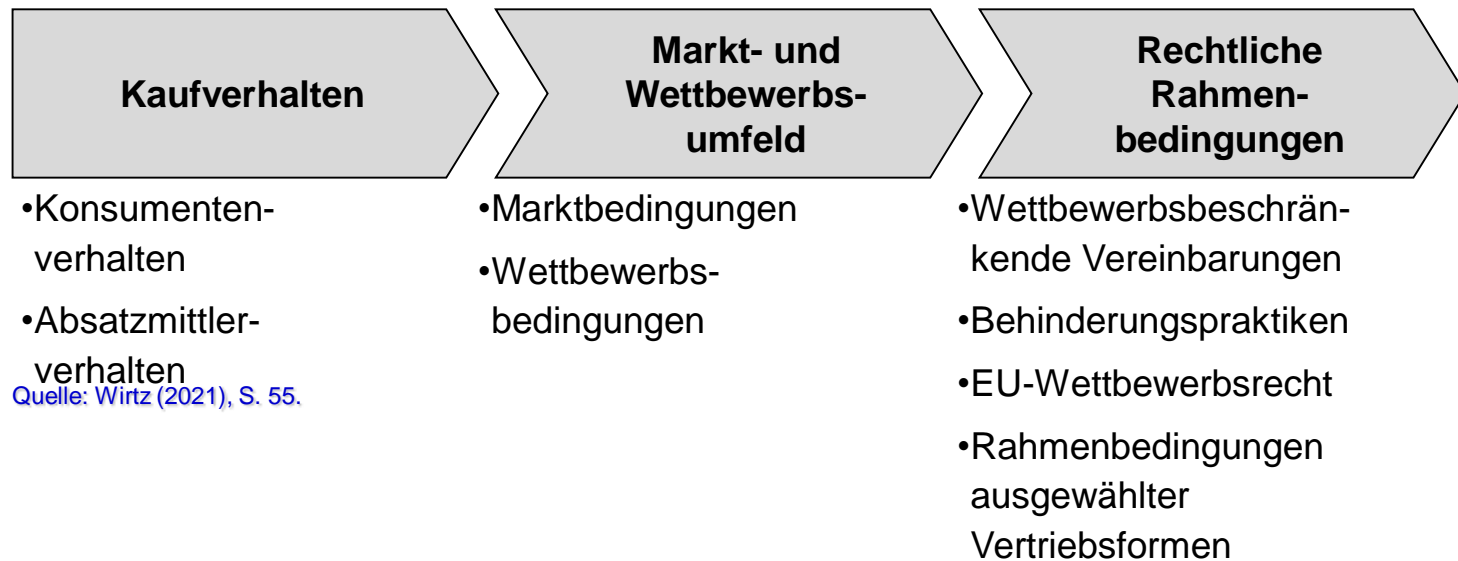 Kaufverhalten
Markt- und
Wettbewerbs-
umfeld
Rechtliche
Rahmen-
bedingungen
•Konsumenten-
verhalten
•Absatzmittler-
verhalten
Quelle: Wirtz (2021), S. 55.
•Marktbedingungen
•Wettbewerbs-
bedingungen
•Wettbewerbsbeschrän-
kende Vereinbarungen
•Behinderungspraktiken
•EU-Wettbewerbsrecht
•Rahmenbedingungen
ausgewählter
Vertriebsformen